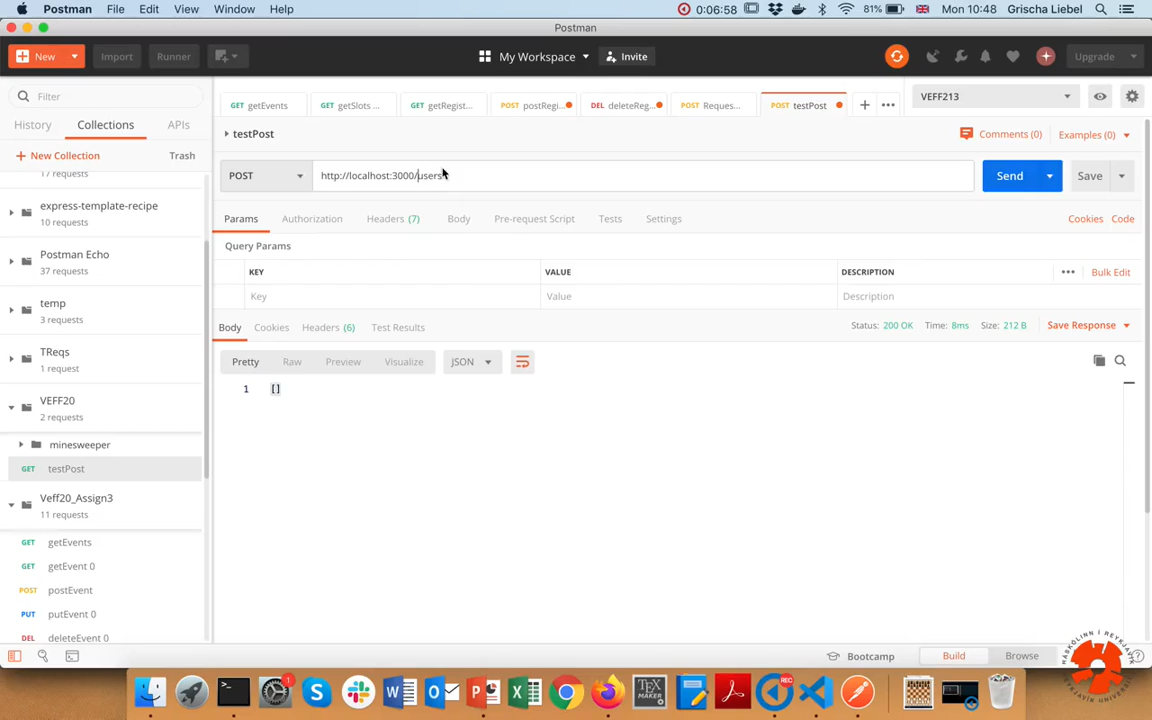 Postman File Edit View Window Help 0:06:58 81% Mon 10:48 Grischa Liebel
Postman
New Import Runner My Workspace Invite Upgrade
Filter
History Collections APIs
New Collection Trash
17 requests
express-template-recipe
10 requests
Postman Echo
37 requests
temp
3 requests
TReqs
1 request
VEFF20
2 requests
minesweeper
GET testPost
Veff20_Assign3
11 requests
GET getEvents
GET getEvent 0
POST postEvent
PUT putEvent 0
DEL deleteEvent 0
GET getEvents GET getSlots ... GET getRegist... POST postRegi... DEL deleteReg... POST Reques... POST testPost VEFF213
testPost Comments (0) Examples (0)
POST http://localhost:3000/users Send Save
Params Authorization Headers (7) Body Pre-request Script Tests Settings Cookies Code
Query Params
KEY VALUE DESCRIPTION Bulk Edit
Key Value Description
Body Cookies Headers (6) Test Results Status: 200 OK Time: 8ms Size: 212 B Save Response
Pretty Raw Preview Visualize JSON
1 []
Bootcamp Build Browse